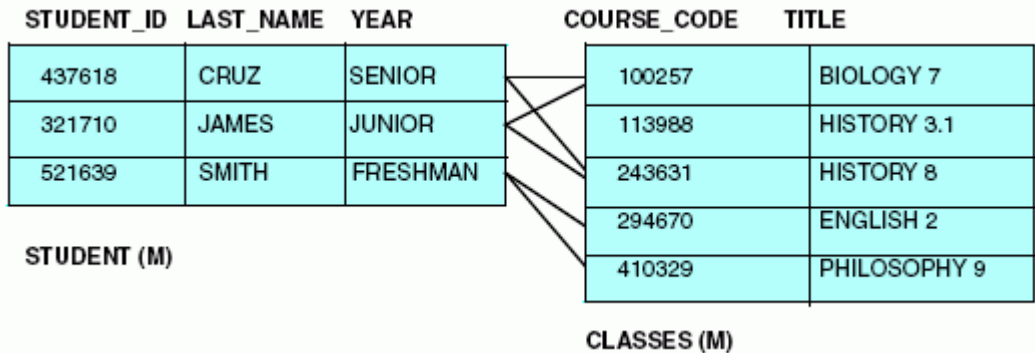 STUDENT_ID LAST_NAME YEAR COURSE_CODE TITLE
437618 CRUZ SENIOR 100257 BIOLOGY 7
321710 JAMES JUNIOR 113988 HISTORY 3.1
521639 SMITH FRESHMAN 243631 HISTORY 8
294670 ENGLISH 2
STUDENT (M)
410329 PHILOSOPHY 9
CLASSES (M)